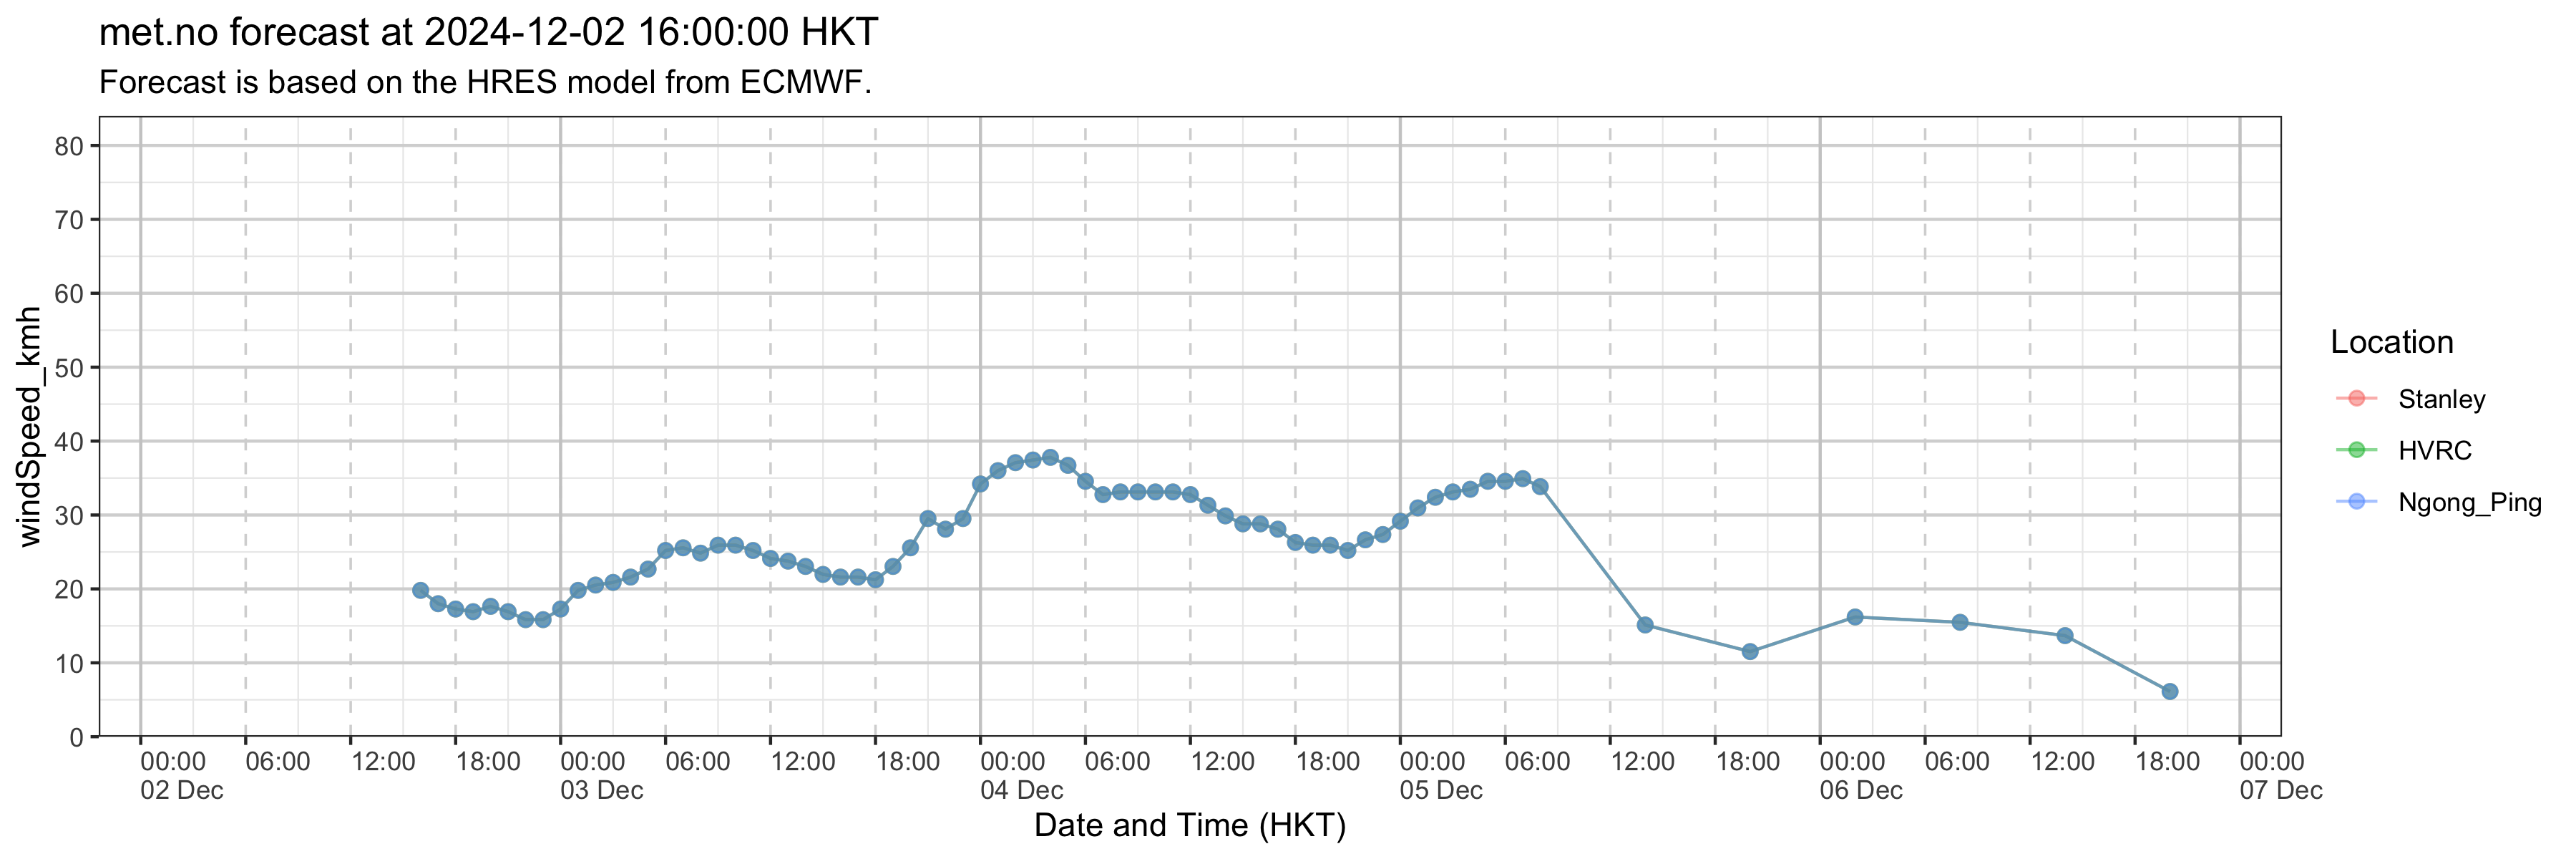 met.no forecast at 2024-12-02 16:00:00 HKT
Forecast is based on the HRES model from ECMWF.
windSpeed_kmh
80
70
60
50
40
30
20
10
0
00:00 06:00 12:00 18:00 00:00 06:00 12:00 18:00 00:00 06:00 12:00 18:00 00:00 06:00 12:00 18:00 00:00 06:00 12:00 18:00 00:00
02 Dec 03 Dec 04 Dec 05 Dec 06 Dec 07 Dec
Date and Time (HKT)
Location
Stanley
HVRC
Ngong_Ping